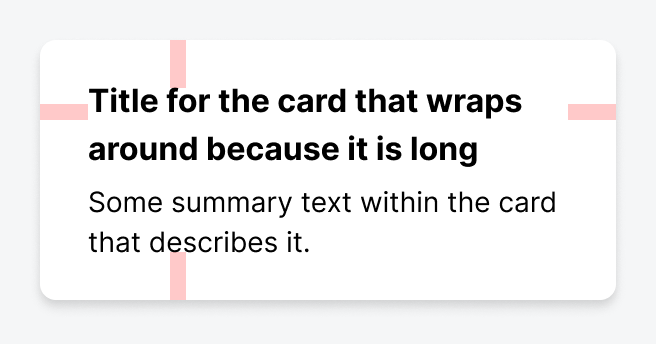 Title for the card that wraps
around because it is long
Some summary text within the card
that describes it.